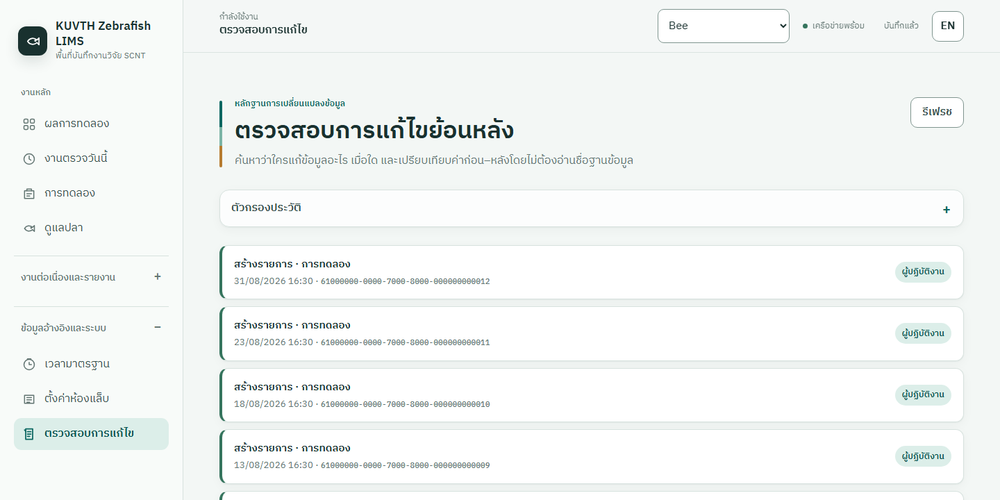 KUVTH Zebrafish
LIMS
พื้นที่บันทึกงานวิจัย SCNT
งานหลัก
ผลการทดลอง
งานตรวจวันนี้
การทดลอง
ดูแลปลา
งานต่อเนื่องและรายงาน +
ข้อมูลอ้างอิงและระบบ −
เวลามาตรฐาน
ตั้งค่าห้องแล็บ
ตรวจสอบการแก้ไข
กำลังใช้งาน
ตรวจสอบการแก้ไข
Bee
เครือข่ายพร้อม
บันทึกแล้ว
EN
หลักฐานการเปลี่ยนแปลงข้อมูล
ตรวจสอบการแก้ไขย้อนหลัง
ค้นหาว่าใครแก้ข้อมูลอะไร เมื่อใด และเปรียบเทียบค่าก่อน–หลังโดยไม่ต้องอ่านชื่อฐานข้อมูล
รีเฟรช
ตัวกรองประวัติ +
สร้างรายการ · การทดลอง
31/08/2026 16:30 · 61000000-0000-7000-8000-000000000012
ผู้ปฏิบัติงาน
สร้างรายการ · การทดลอง
23/08/2026 16:30 · 61000000-0000-7000-8000-000000000011
ผู้ปฏิบัติงาน
สร้างรายการ · การทดลอง
18/08/2026 16:30 · 61000000-0000-7000-8000-000000000010
ผู้ปฏิบัติงาน
สร้างรายการ · การทดลอง
13/08/2026 16:30 · 61000000-0000-7000-8000-000000000009
ผู้ปฏิบัติงาน